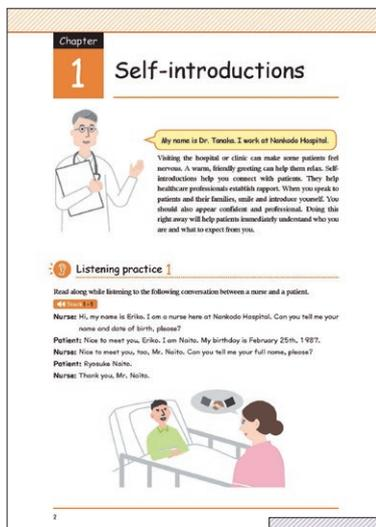 Chapter
1
Self-introductions
My name is Dr. Tanaka. I work at Nankodo Hospital.
Visiting the hospital or clinic can make some patients feel
nervous. A warm, friendly greeting can help them relax. Self-
introductions help you connect with patients. They help
healthcare professionals establish rapport. When you speak to
patients and their families, smile and introduce yourself. You
should also appear confident and professional. Doing this
right away will help patients immediately understand who you
are and what to expect from you.
Listening practice 1
Read along while listening to the following conversation between a nurse and a patient.
Track 1-1
Nurse: Hi, my name is Eriko. I am a nurse here at Nankodo Hospital. Can you tell me your
name and date of birth, please?
Patient: Nice to meet you, Eriko. I am Naito. My birthday is February 25th, 1987.
Nurse: Nice to meet you, too, Mr. Naito. Can you tell me your full name, please?
Patient: Ryosuke Naito.
Nurse: Thank you, Mr. Naito.
2